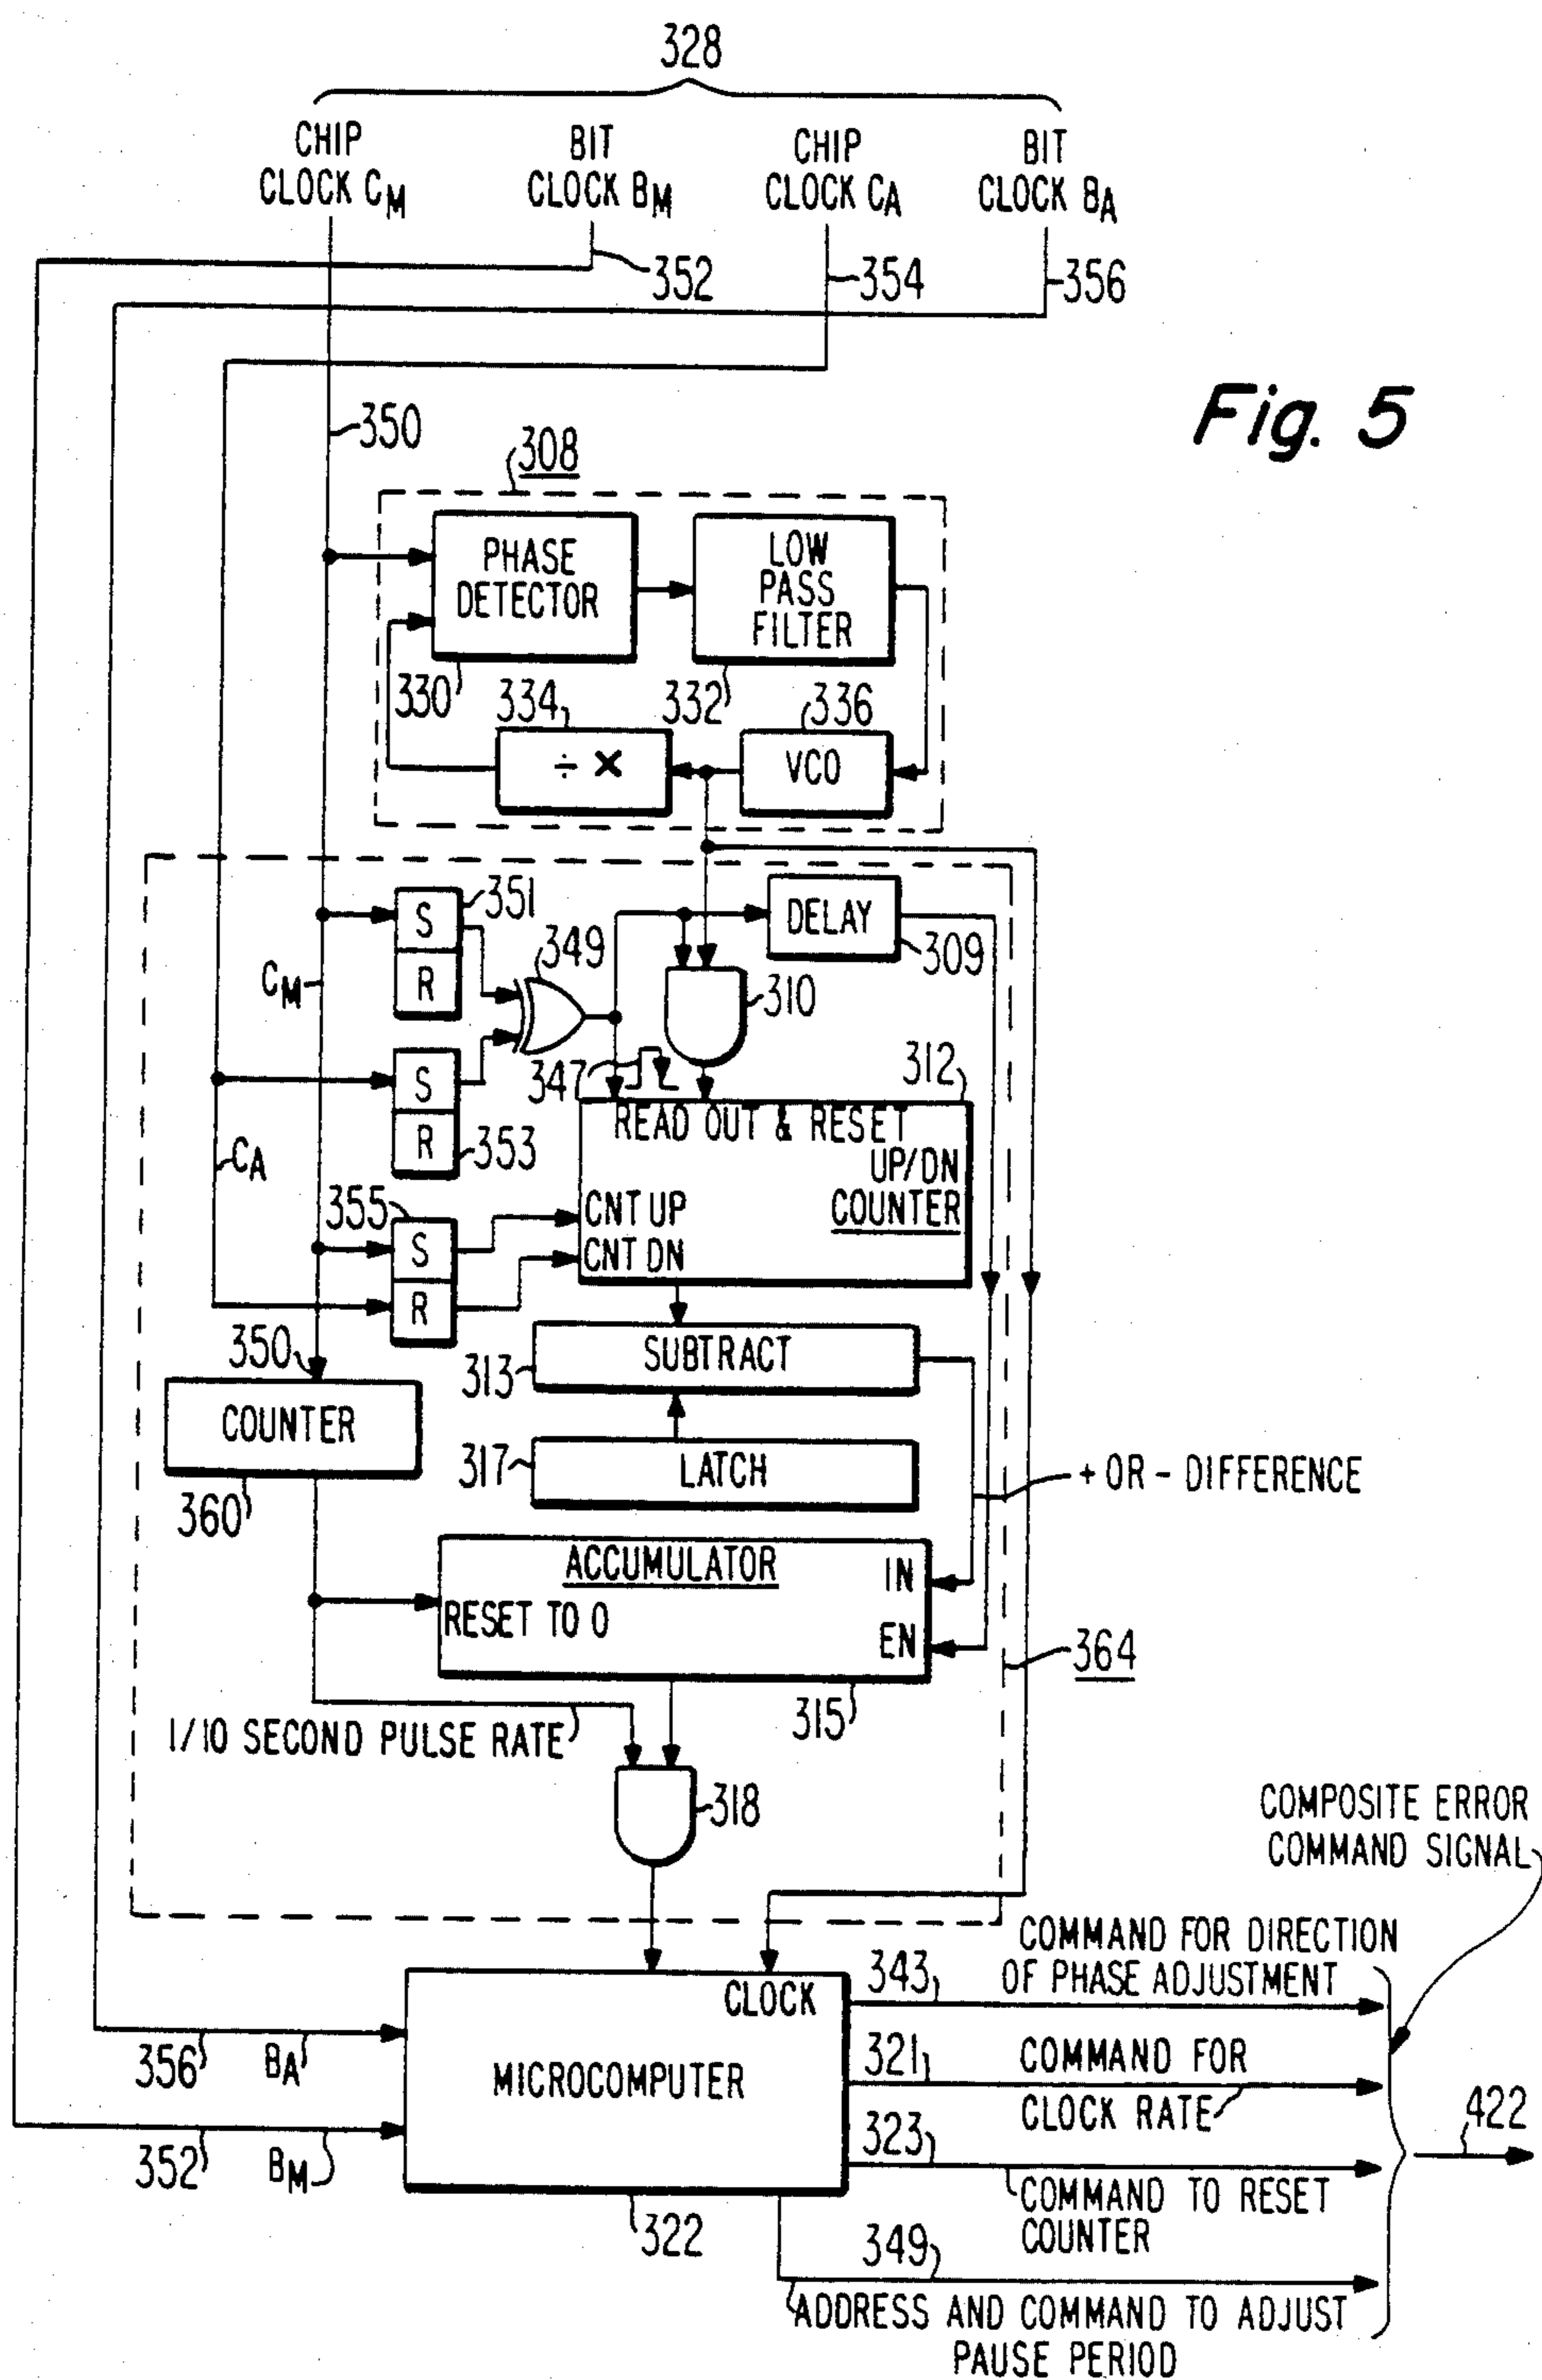 328
CHIP
CLOCK CM
BIT
CLOCK BM
CHIP
CLOCK CA
BIT
CLOCK BA
352
354
356
350
Fig. 5
308
PHASE
DETECTOR
LOW
PASS
FILTER
330
334
332
336
÷ X
VCO
351
S
R
349
DELAY
309
CM
310
347
312
S
R
353
READ OUT & RESET
UP/DN
COUNTER
CA
355
CNT UP
CNT DN
S
R
350
313
SUBTRACT
COUNTER
317
LATCH
+ OR - DIFFERENCE
360
ACCUMULATOR
IN
RESET TO 0
EN
364
315
1/10 SECOND PULSE RATE
318
COMPOSITE ERROR
COMMAND SIGNAL
COMMAND FOR DIRECTION
OF PHASE ADJUSTMENT
343
CLOCK
MICROCOMPUTER
356
BA
321
COMMAND FOR
CLOCK RATE
422
352
BM
323
COMMAND TO RESET
COUNTER
322
349
ADDRESS AND COMMAND TO ADJUST
PAUSE PERIOD